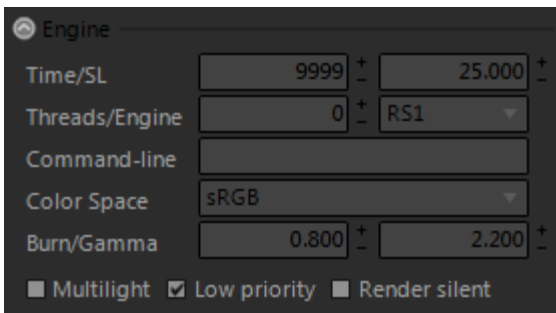 Engine
Time/SL 9999 + - 25.000 + -
Threads/Engine 0 + - RS1
Command-line
Color Space sRGB
Burn/Gamma 0.800 + - 2.200 + -
Multilight Low priority Render silent